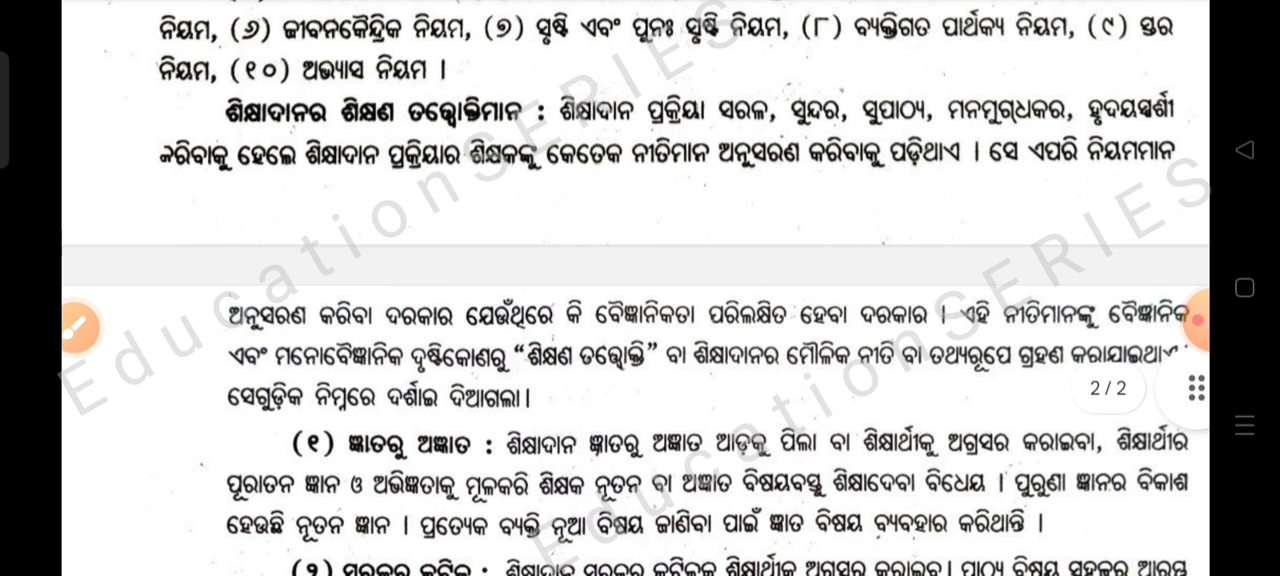 ନିୟମ, (୬) ଜୀବନକୈନ୍ଦ୍ରିକ ନିୟମ, (୭) ସୃଷ୍ଟି ଏବଂ ପୁନଃ ସୃଷ୍ଟି ନିୟମ, (୮) ବ୍ୟକ୍ତିଗତ ପାର୍ଥକ୍ୟ ନିୟମ, (୯) ସ୍ତର
ନିୟମ, (୧୦) ଅଭ୍ୟାସ ନିୟମ ।
ଶିକ୍ଷାଦାନର ଶିକ୍ଷଣ ତତ୍ତ୍ୱୋକ୍ତିମାନ : ଶିକ୍ଷାଦାନ ପ୍ରକ୍ରିୟା ସରଳ, ସୁନ୍ଦର, ସୁପାଠ୍ୟ, ମନମୁଗ୍ଧକର, ହୃଦୟସ୍ପର୍ଶୀ
କରିବାକୁ ହେଲେ ଶିକ୍ଷାଦାନ ପ୍ରକ୍ରିୟାର ଶିକ୍ଷକଙ୍କୁ କେତେକ ନୀତିମାନ ଅନୁସରଣ କରିବାକୁ ପଡ଼ିଥାଏ । ସେ ଏପରି ନିୟମମାନ
ଅନୁସରଣ କରିବା ଦରକାର ଯେଉଁଥିରେ କି ବୈଜ୍ଞାନିକତା ପରିଲକ୍ଷିତ ହେବା ଦରକାର । ଏହି ନୀତିମାନଙ୍କୁ ବୈଜ୍ଞାନିକ
ଏବଂ ମନୋବୈଜ୍ଞାନିକ ଦୃଷ୍ଟିକୋଣରୁ “ଶିକ୍ଷଣ ତତ୍ତ୍ୱୋକ୍ତି” ବା ଶିକ୍ଷାଦାନର ମୌଳିକ ନୀତି ବା ତଥ୍ୟରୂପେ ଗ୍ରହଣ କରାଯାଇଥାଏ
ସେଗୁଡ଼ିକ ନିମ୍ନରେ ଦର୍ଶାଇ ଦିଆଗଲା।
2/2
(୧) ଜ୍ଞାତରୁ ଅଜ୍ଞାତ : ଶିକ୍ଷାଦାନ ଜ୍ଞାତରୁ ଅଜ୍ଞାତ ଆଡ଼କୁ ପିଲା ବା ଶିକ୍ଷାର୍ଥୀକୁ ଅଗ୍ରସର କରାଇବା, ଶିକ୍ଷାର୍ଥୀର
ପୂରାତନ ଜ୍ଞାନ ଓ ଅଭିଜ୍ଞତାକୁ ମୂଳକରି ଶିକ୍ଷକ ନୂତନ ବା ଅଜ୍ଞାତ ବିଷୟବସ୍ତୁ ଶିକ୍ଷାଦେବା ବିଧେୟ । ପୁରୁଣା ଜ୍ଞାନର ବିକାଶ
ହେଉଛି ନୂତନ ଜ୍ଞାନ । ପ୍ରତ୍ୟେକ ବ୍ୟକ୍ତି ନୂଆ ବିଷୟ ଜାଣିବା ପାଇଁ ଜ୍ଞାତ ବିଷୟ ବ୍ୟବହାର କରିଥାନ୍ତି ।
EducationSERIES
EducationSERIES